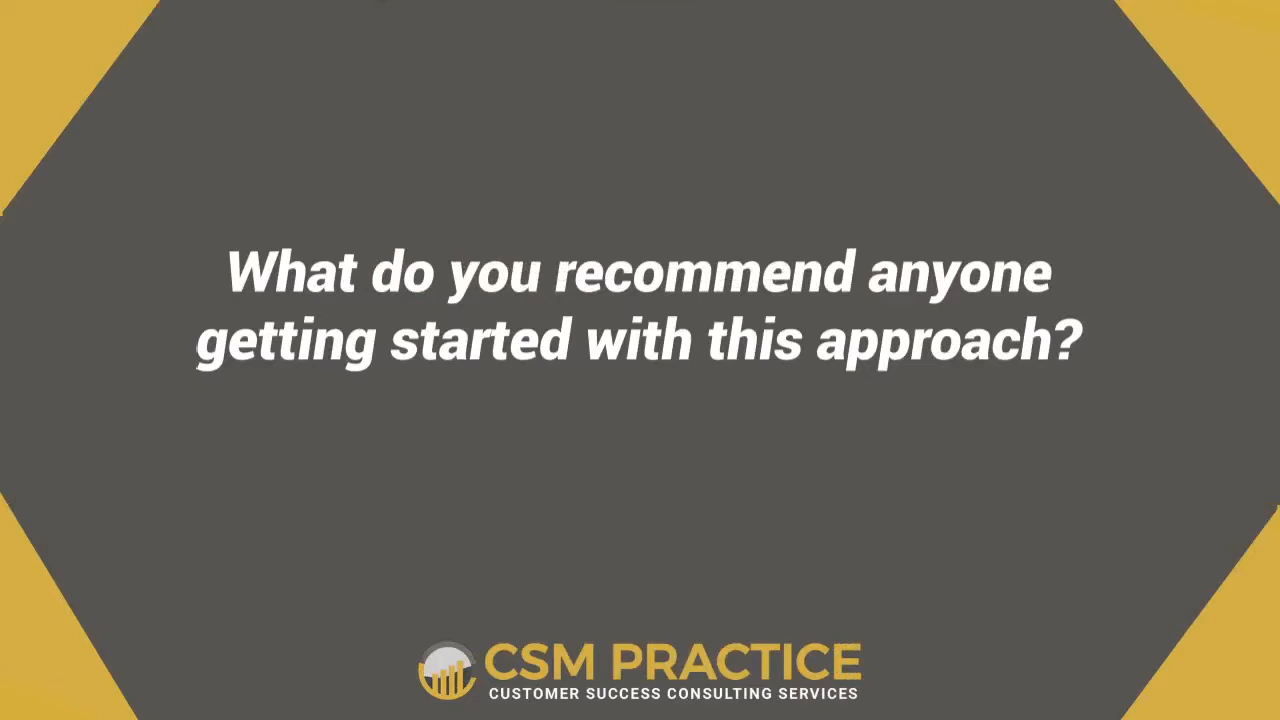 What do you recommend anyone
getting started with this approach?
CSM PRACTICE
CUSTOMER SUCCESS CONSULTING SERVICES